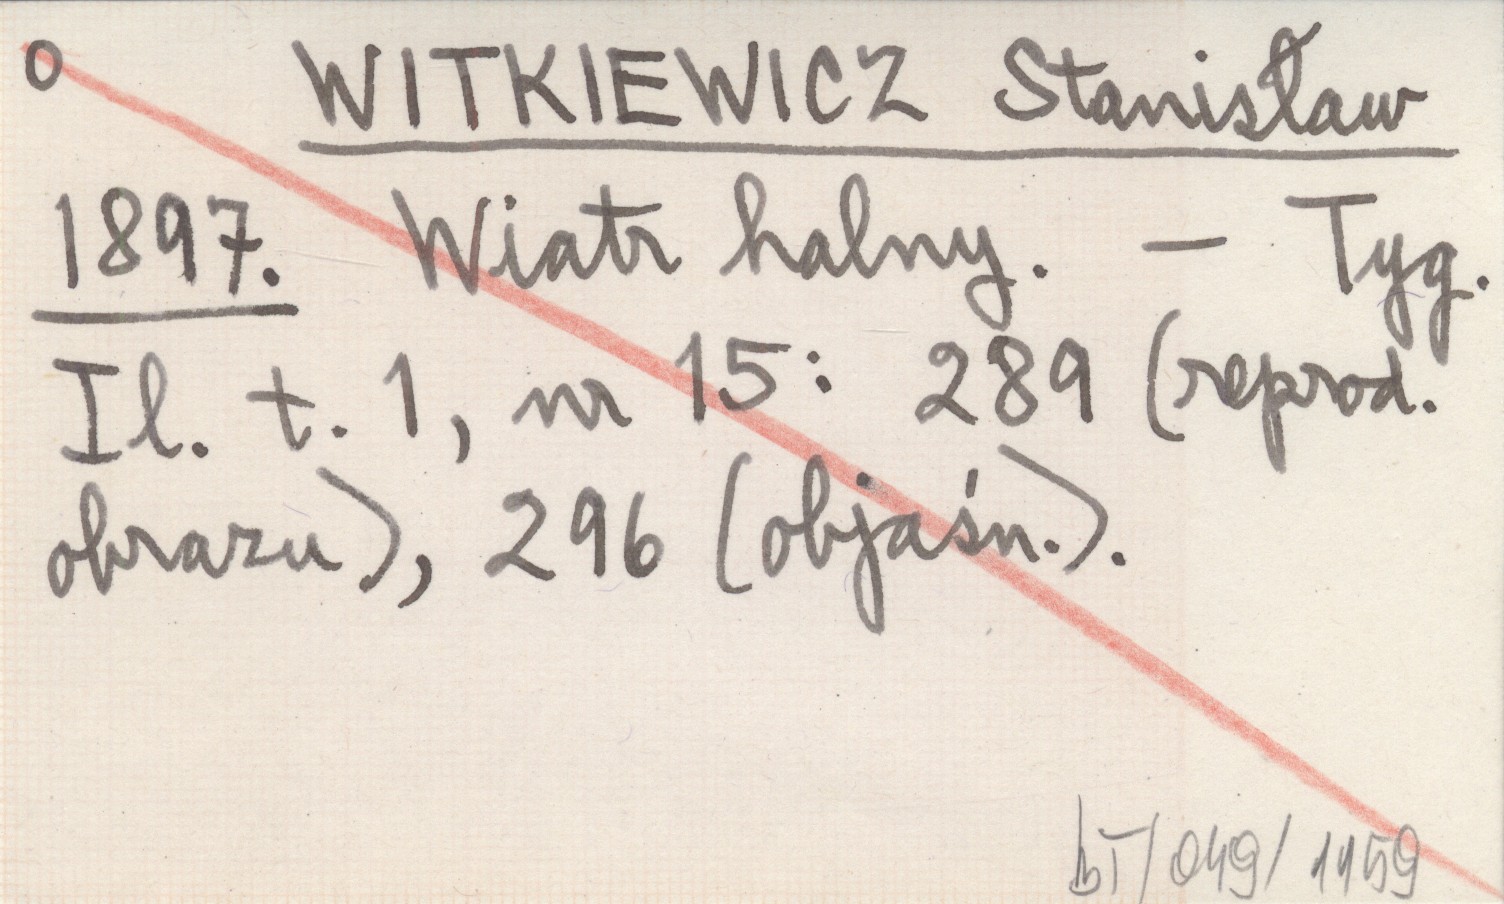 o WITKIEWICZ Stanisław
1897. Wiatr halny. – Tyg.
Il. t. 1, nr 15: 289 (reprod.
obrazu), 296 (objaśn.).
bT/049/1159